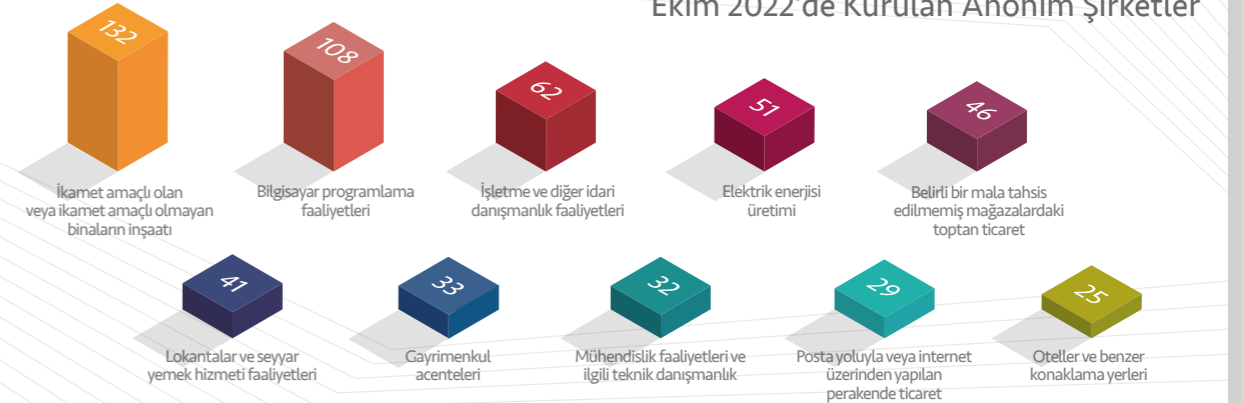 Ekim 2022'de Kurulan Anonim Şirketler
132
108
62
51
46
İkamet amaçlı olan
veya ikamet amaçlı olmayan
binaların inşaatı
Bilgisayar programlama
faaliyetleri
İşletme ve diğer idari
danışmanlık faaliyetleri
Elektrik enerjisi
üretimi
Belirli bir mala tahsis
edilmemiş mağazalardaki
toptan ticaret
41
33
32
29
25
Lokantalar ve seyyar
yemek hizmeti faaliyetleri
Gayrimenkul
acenteleri
Mühendislik faaliyetleri ve
ilgili teknik danışmanlık
Posta yoluyla veya internet
üzerinden yapılan
perakende ticaret
Oteller ve benzer
konaklama yerleri